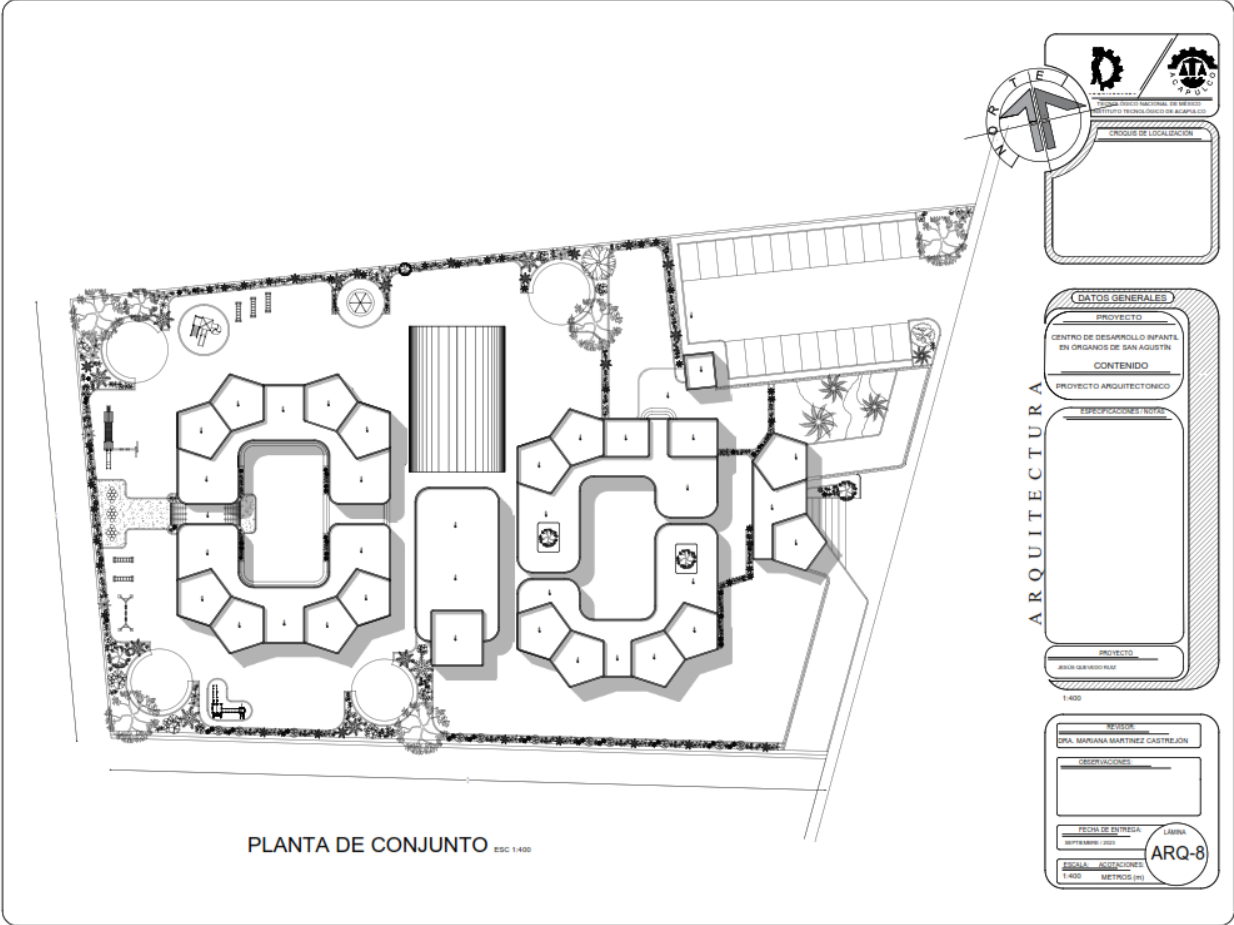 NORTE
ACAPULCO
TECNOLÓGICO NACIONAL DE MÉXICO
INSTITUTO TECNOLÓGICO DE ACAPULCO
CROQUIS DE LOCALIZACIÓN
DATOS GENERALES
PROYECTO
CENTRO DE DESARROLLO INFANTIL
EN ÓRGANOS DE SAN AGUSTÍN
CONTENIDO
PROYECTO ARQUITECTONICO
ESPECIFICACIONES / NOTAS
ARQUITECTURA
PROYECTO
JESÚS QUEVEDO RUIZ
1:400
REVISOR:
DRA. MARIANA MARTINEZ CASTREJÓN
OBSERVACIONES:
FECHA DE ENTREGA:
SEPTIEMBRE / 2023
LÁMINA
ARQ-8
ESCALA: ACOTACIONES:
1:400 METROS (m)
PLANTA DE CONJUNTO ESC 1:400